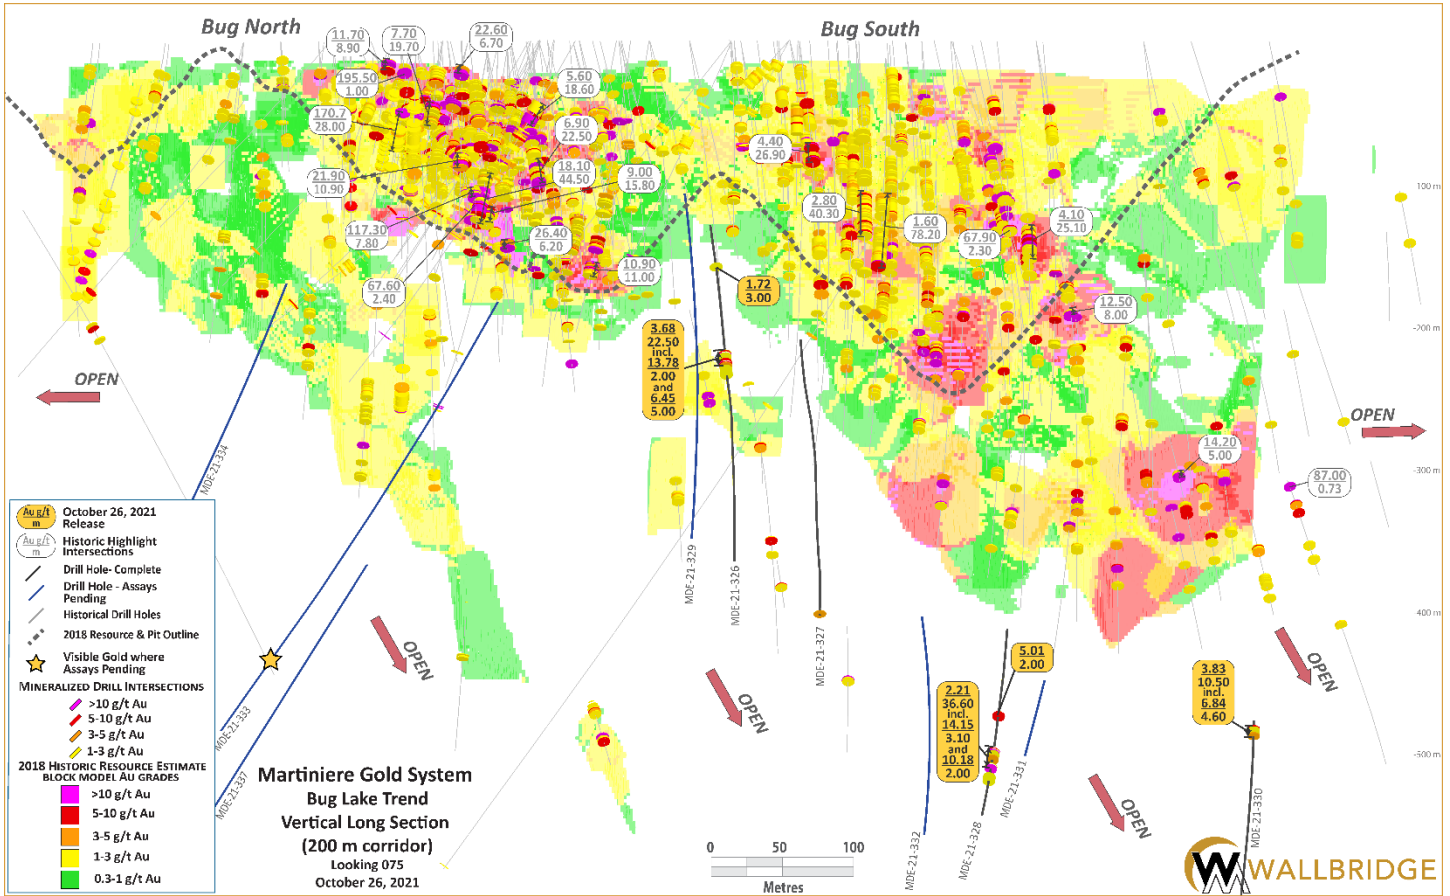 Bug North
Bug South
11.70
8.90
7.70
19.70
22.60
6.70
195.50
1.00
5.60
18.60
170.7
28.00
6.90
22.50
4.40
26.90
21.90
10.90
18.10
44.50
9.00
15.80
2.80
40.30
1.60
78.20
4.10
25.10
117.30
7.80
26.40
6.20
67.90
2.30
10.90
11.00
67.60
2.40
12.50
8.00
1.72
3.00
3.68
22.50
incl.
13.78
2.00
and
6.45
5.00
100 m
-200 m
-300 m
400 m
-500 m
OPEN
OPEN
14.20
5.00
87.00
0.73
MDE-21-334
MDE-21-329
MDE-21-326
MDE-21-327
OPEN
OPEN
OPEN
5.01
2.00
2.21
36.60
incl.
14.15
3.10
and
10.18
2.00
3.83
10.50
incl.
6.84
4.60
MDE-21-333
MDE-21-337
MDE-21-332
MDE-21-328
MDE-21-331
MDE-21-330
OPEN
Au g/t
m
October 26, 2021
Release
Au g/t
m
Historic Highlight
Intersections
Drill Hole- Complete
Drill Hole - Assays
Pending
Historical Drill Holes
2018 Resource & Pit Outline
Visible Gold where
Assays Pending
MINERALIZED DRILL INTERSECTIONS
>10 g/t Au
5-10 g/t Au
3-5 g/t Au
1-3 g/t Au
2018 HISTORIC RESOURCE ESTIMATE
BLOCK MODEL AU GRADES
>10 g/t Au
5-10 g/t Au
3-5 g/t Au
1-3 g/t Au
0.3-1 g/t Au
Martiniere Gold System
Bug Lake Trend
Vertical Long Section
(200 m corridor)
Looking 075
October 26, 2021
0 50 100
Metres
WALLBRIDGE